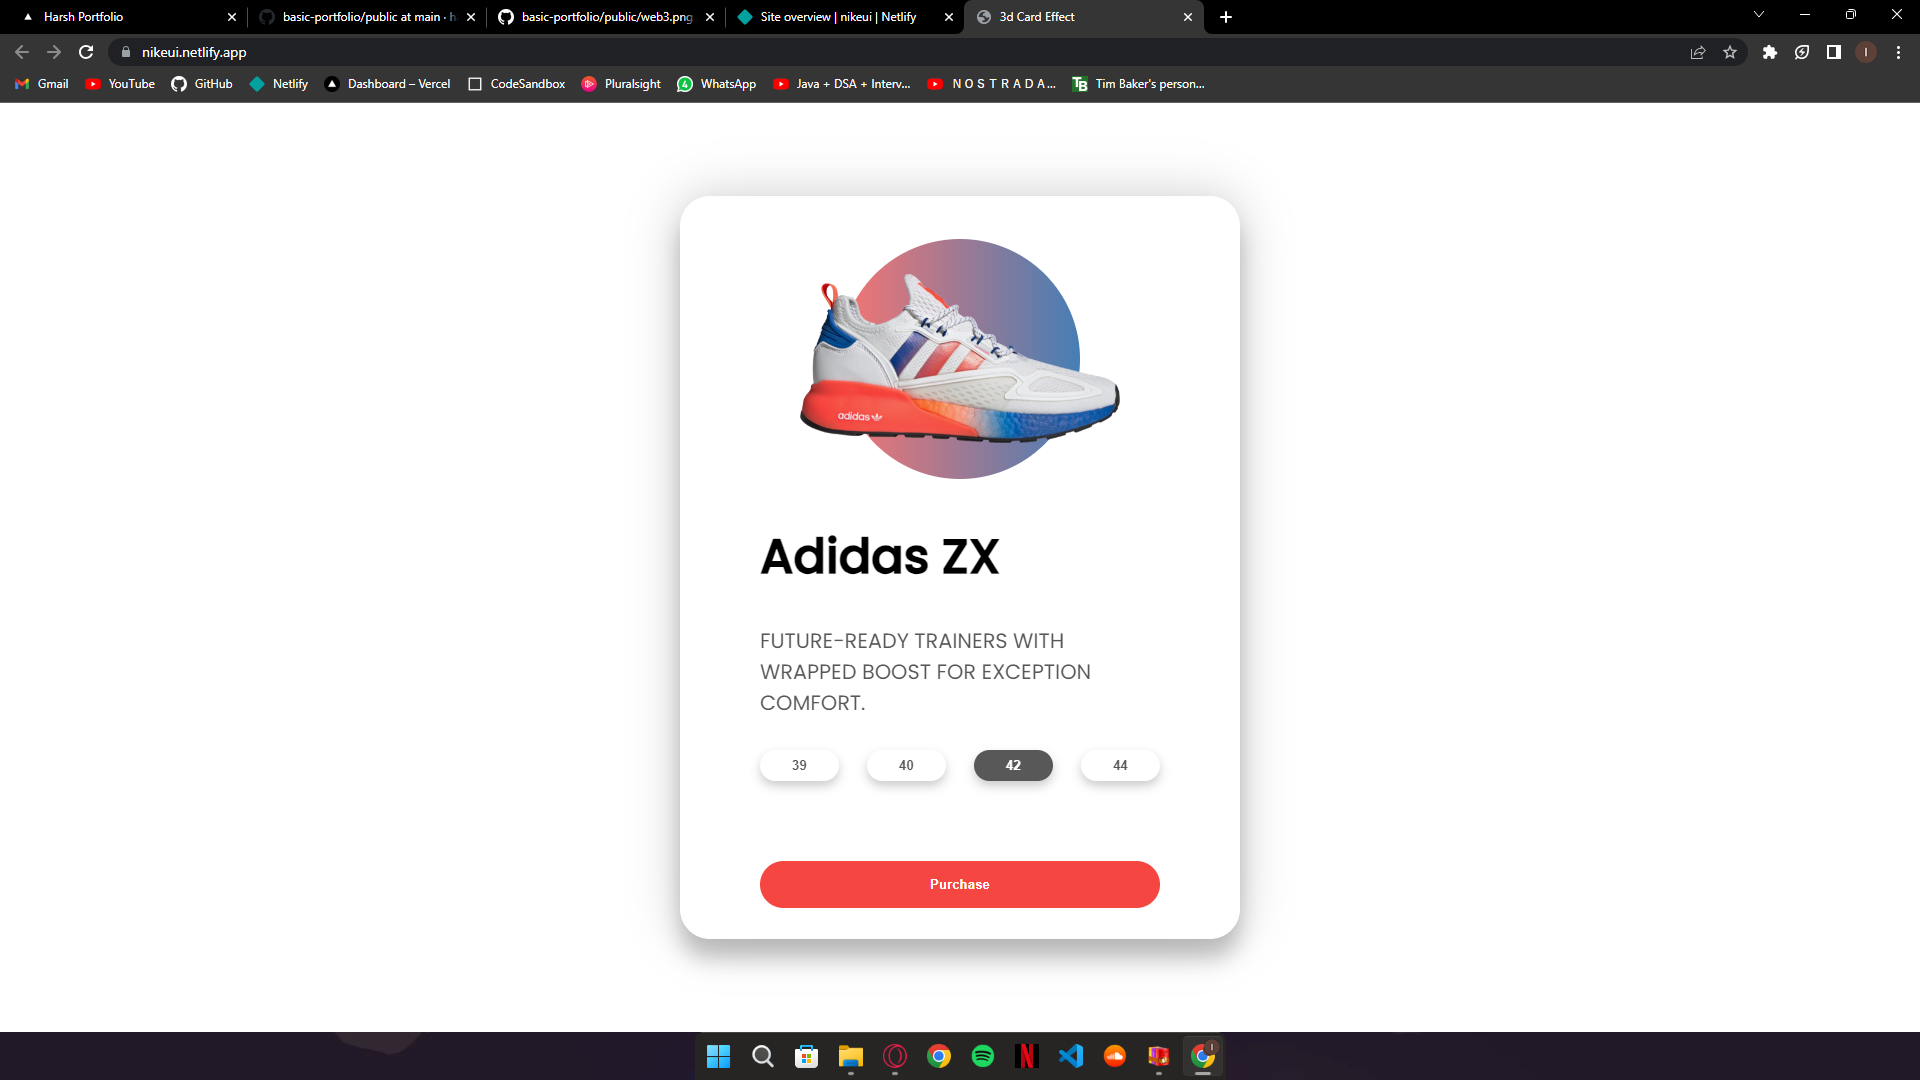 Harsh Portfolio
basic-portfolio/public at main · h
basic-portfolio/public/web3.png
Site overview | nikeui | Netlify
3d Card Effect
nikeui.netlify.app
I
Gmail
YouTube
GitHub
Netlify
Dashboard – Vercel
CodeSandbox
4
WhatsApp
Pluralsight
Java + DSA + Interv...
N O S T R A D A...
TB
Tim Baker's person...
adidas
Adidas ZX
FUTURE-READY TRAINERS WITH
WRAPPED BOOST FOR EXCEPTION
COMFORT.
39
40
42
44
Purchase